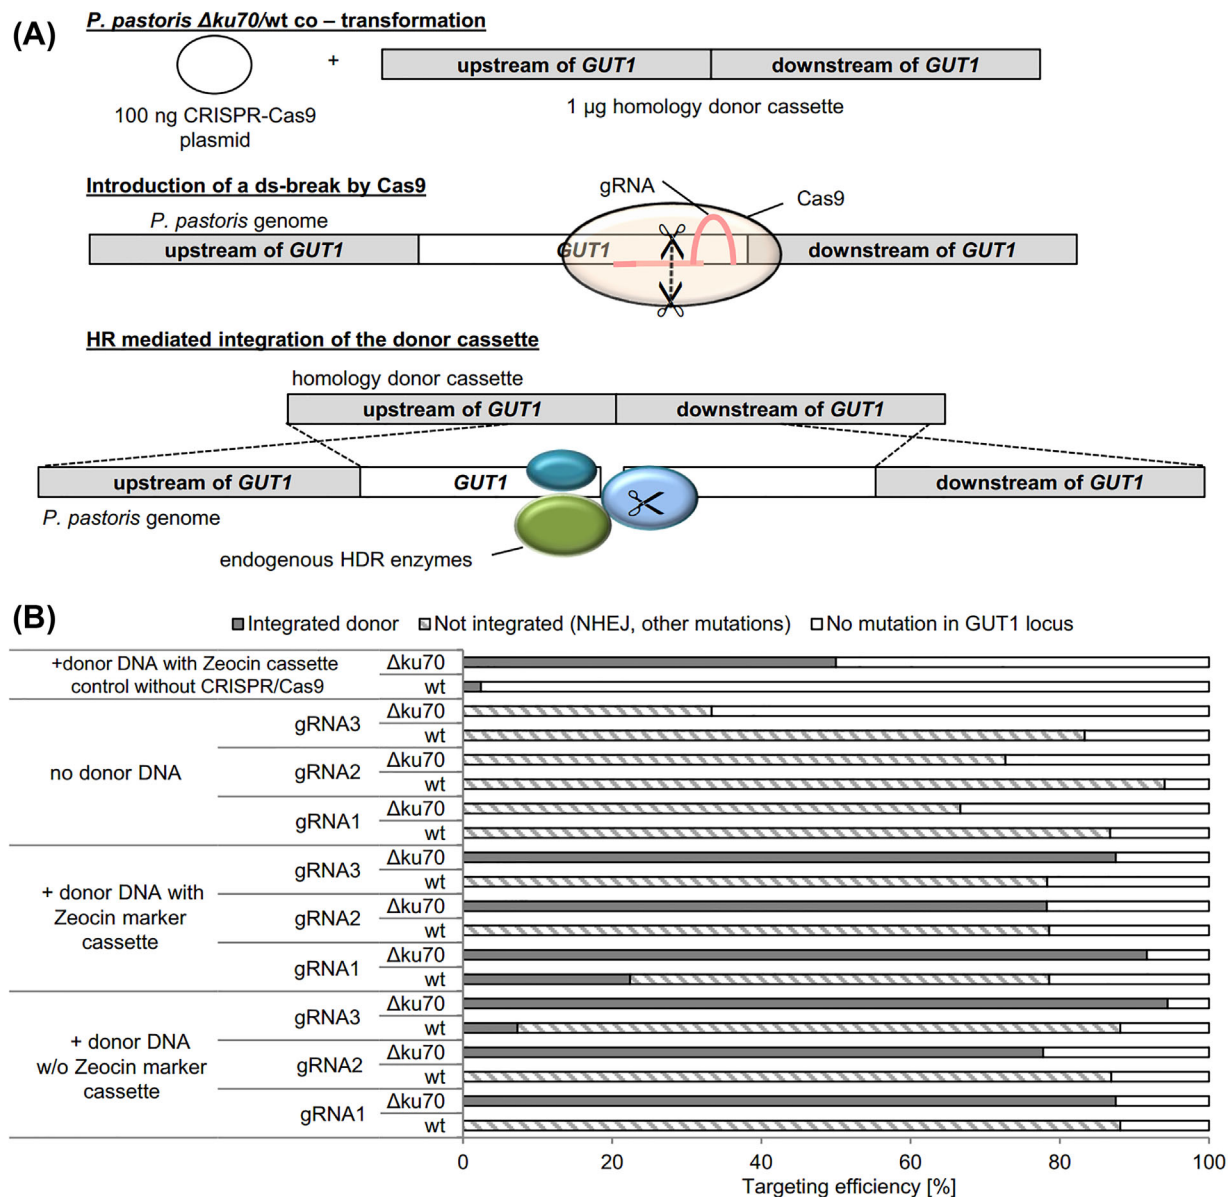 (A)
P. pastoris Δku70/wt co – transformation
+
upstream of GUT1
downstream of GUT1
100 ng CRISPR-Cas9
plasmid
1 µg homology donor cassette
Introduction of a ds-break by Cas9
gRNA
Cas9
P. pastoris genome
upstream of GUT1
GUT1
downstream of GUT1
HR mediated integration of the donor cassette
homology donor cassette
upstream of GUT1
downstream of GUT1
upstream of GUT1
GUT1
downstream of GUT1
P. pastoris genome
endogenous HDR enzymes
(B)
Integrated donor
Not integrated (NHEJ, other mutations)
No mutation in GUT1 locus
+donor DNA with Zeocin cassette
control without CRISPR/Cas9
Δku70
wt
no donor DNA
gRNA3
Δku70
wt
gRNA2
Δku70
wt
gRNA1
Δku70
wt
+ donor DNA with
Zeocin marker
cassette
gRNA3
Δku70
wt
gRNA2
Δku70
wt
gRNA1
Δku70
wt
+ donor DNA
w/o Zeocin marker
cassette
gRNA3
Δku70
wt
gRNA2
Δku70
wt
gRNA1
Δku70
wt
0
20
40
60
80
100
Targeting efficiency [%]